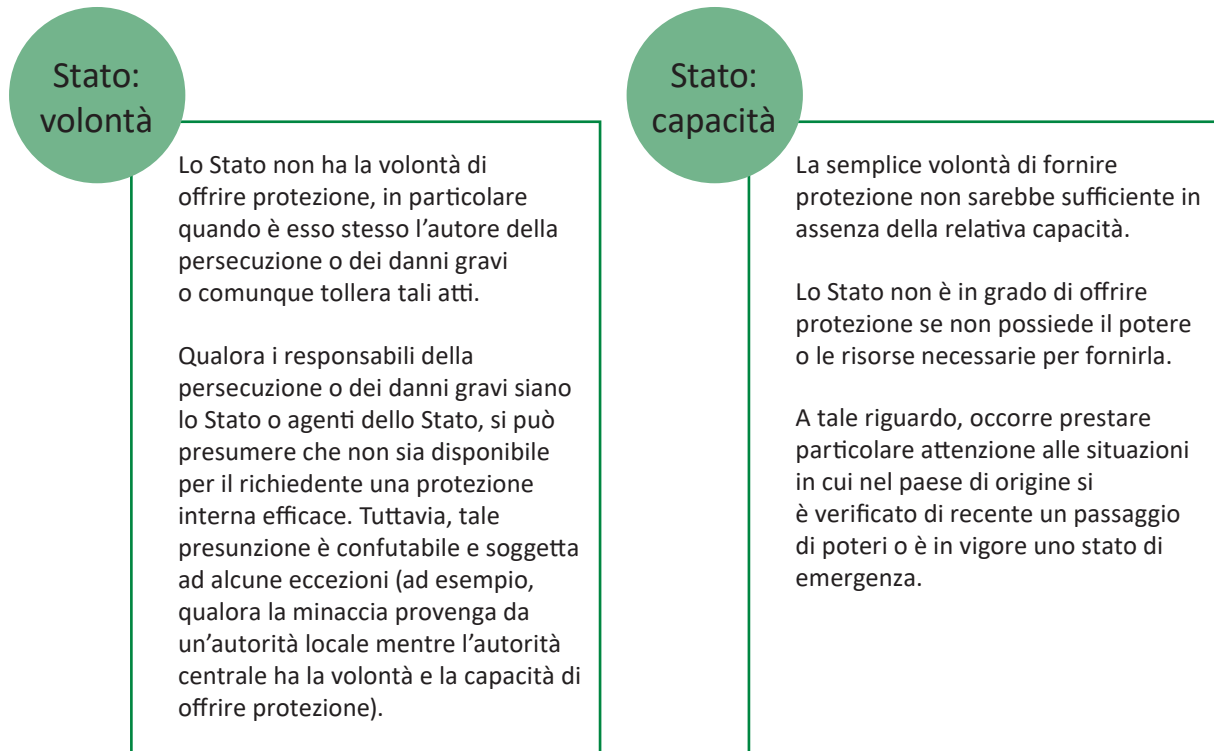 Stato:
volontà
Lo Stato non ha la volontà di
offrire protezione, in particolare
quando è esso stesso l’autore della
persecuzione o dei danni gravi
o comunque tollera tali atti.
Qualora i responsabili della
persecuzione o dei danni gravi siano
lo Stato o agenti dello Stato, si può
presumere che non sia disponibile
per il richiedente una protezione
interna efficace. Tuttavia, tale
presunzione è confutabile e soggetta
ad alcune eccezioni (ad esempio,
qualora la minaccia provenga da
un’autorità locale mentre l’autorità
centrale ha la volontà e la capacità di
offrire protezione).
Stato:
capacità
La semplice volontà di fornire
protezione non sarebbe sufficiente in
assenza della relativa capacità.
Lo Stato non è in grado di offrire
protezione se non possiede il potere
o le risorse necessarie per fornirla.
A tale riguardo, occorre prestare
particolare attenzione alle situazioni
in cui nel paese di origine si
è verificato di recente un passaggio
di poteri o è in vigore uno stato di
emergenza.